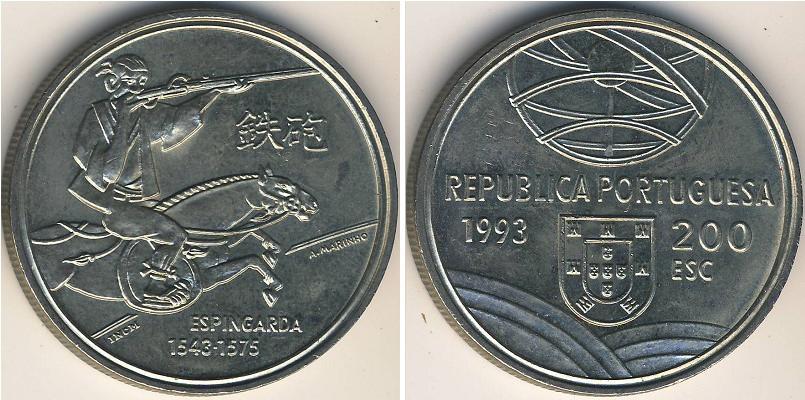 鉄砲
A. MARINHO
INCM
ESPINGARDA
1543-1575
REPUBLICA PORTUGUESA
1993
200
ESC